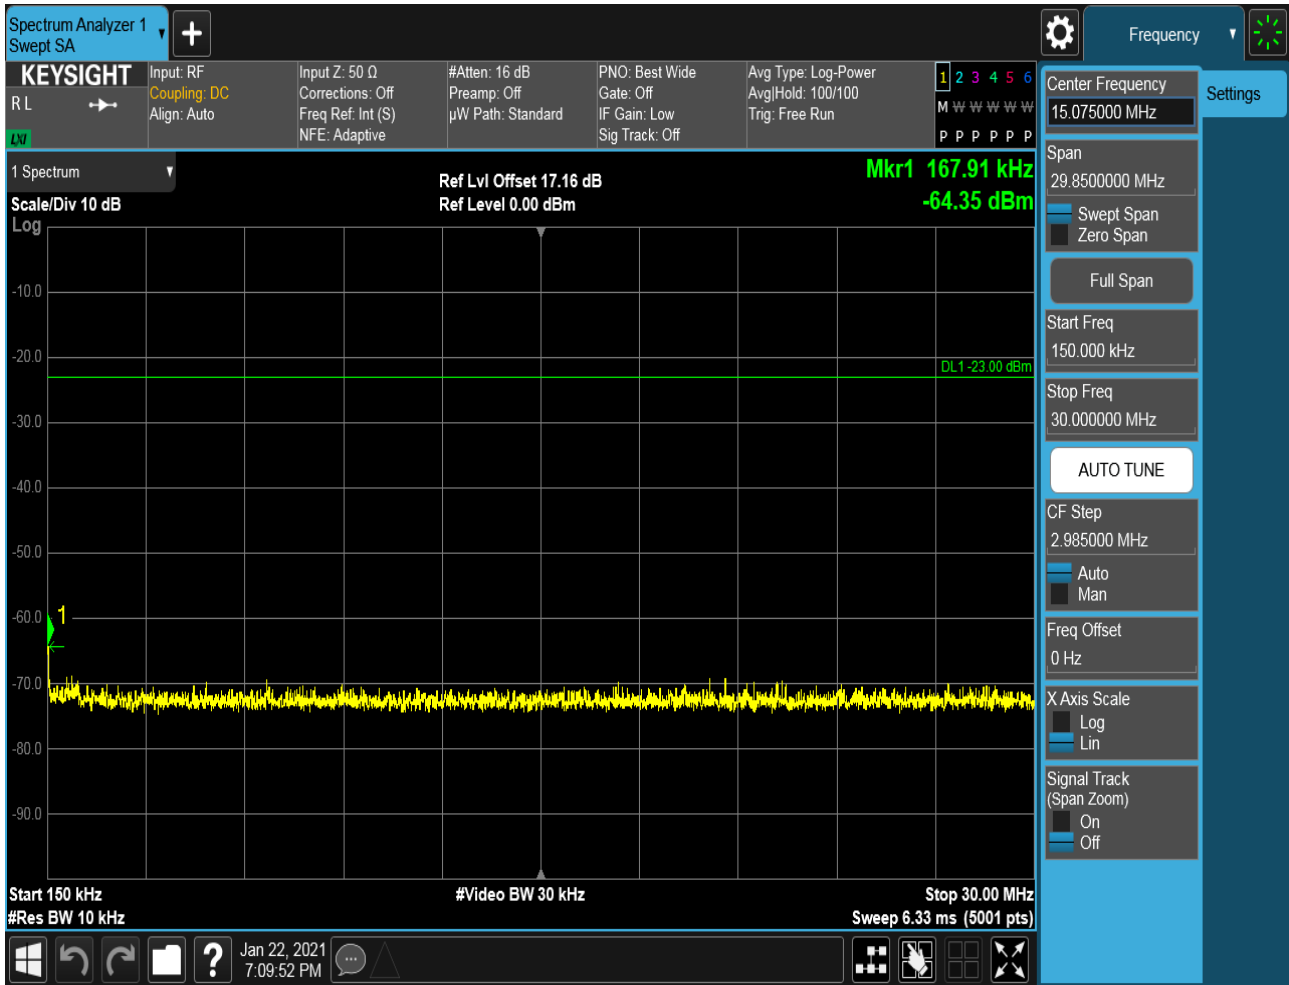 Spectrum Analyzer 1
Swept SA
Frequency
KEYSIGHT
R L
LXI
Input: RF
Coupling: DC
Align: Auto
Input Z: 50 Ω
Corrections: Off
Freq Ref: Int (S)
NFE: Adaptive
#Atten: 16 dB
Preamp: Off
µW Path: Standard
PNO: Best Wide
Gate: Off
IF Gain: Low
Sig Track: Off
Avg Type: Log-Power
Avg|Hold: 100/100
Trig: Free Run
1 2 3 4 5 6
M W W W W W
P P P P P P
1 Spectrum
Scale/Div 10 dB
Log
Ref Lvl Offset 17.16 dB
Ref Level 0.00 dBm
Mkr1 167.91 kHz
-64.35 dBm
-10.0
-20.0
DL1 -23.00 dBm
-30.0
-40.0
-50.0
-60.0
1
-70.0
-80.0
-90.0
Start 150 kHz
#Res BW 10 kHz
#Video BW 30 kHz
Stop 30.00 MHz
Sweep 6.33 ms (5001 pts)
?
Jan 22, 2021
7:09:52 PM
Center Frequency
15.075000 MHz
Settings
Span
29.8500000 MHz
Swept Span
Zero Span
Full Span
Start Freq
150.000 kHz
Stop Freq
30.000000 MHz
AUTO TUNE
CF Step
2.985000 MHz
Auto
Man
Freq Offset
0 Hz
X Axis Scale
Log
Lin
Signal Track
(Span Zoom)
On
Off